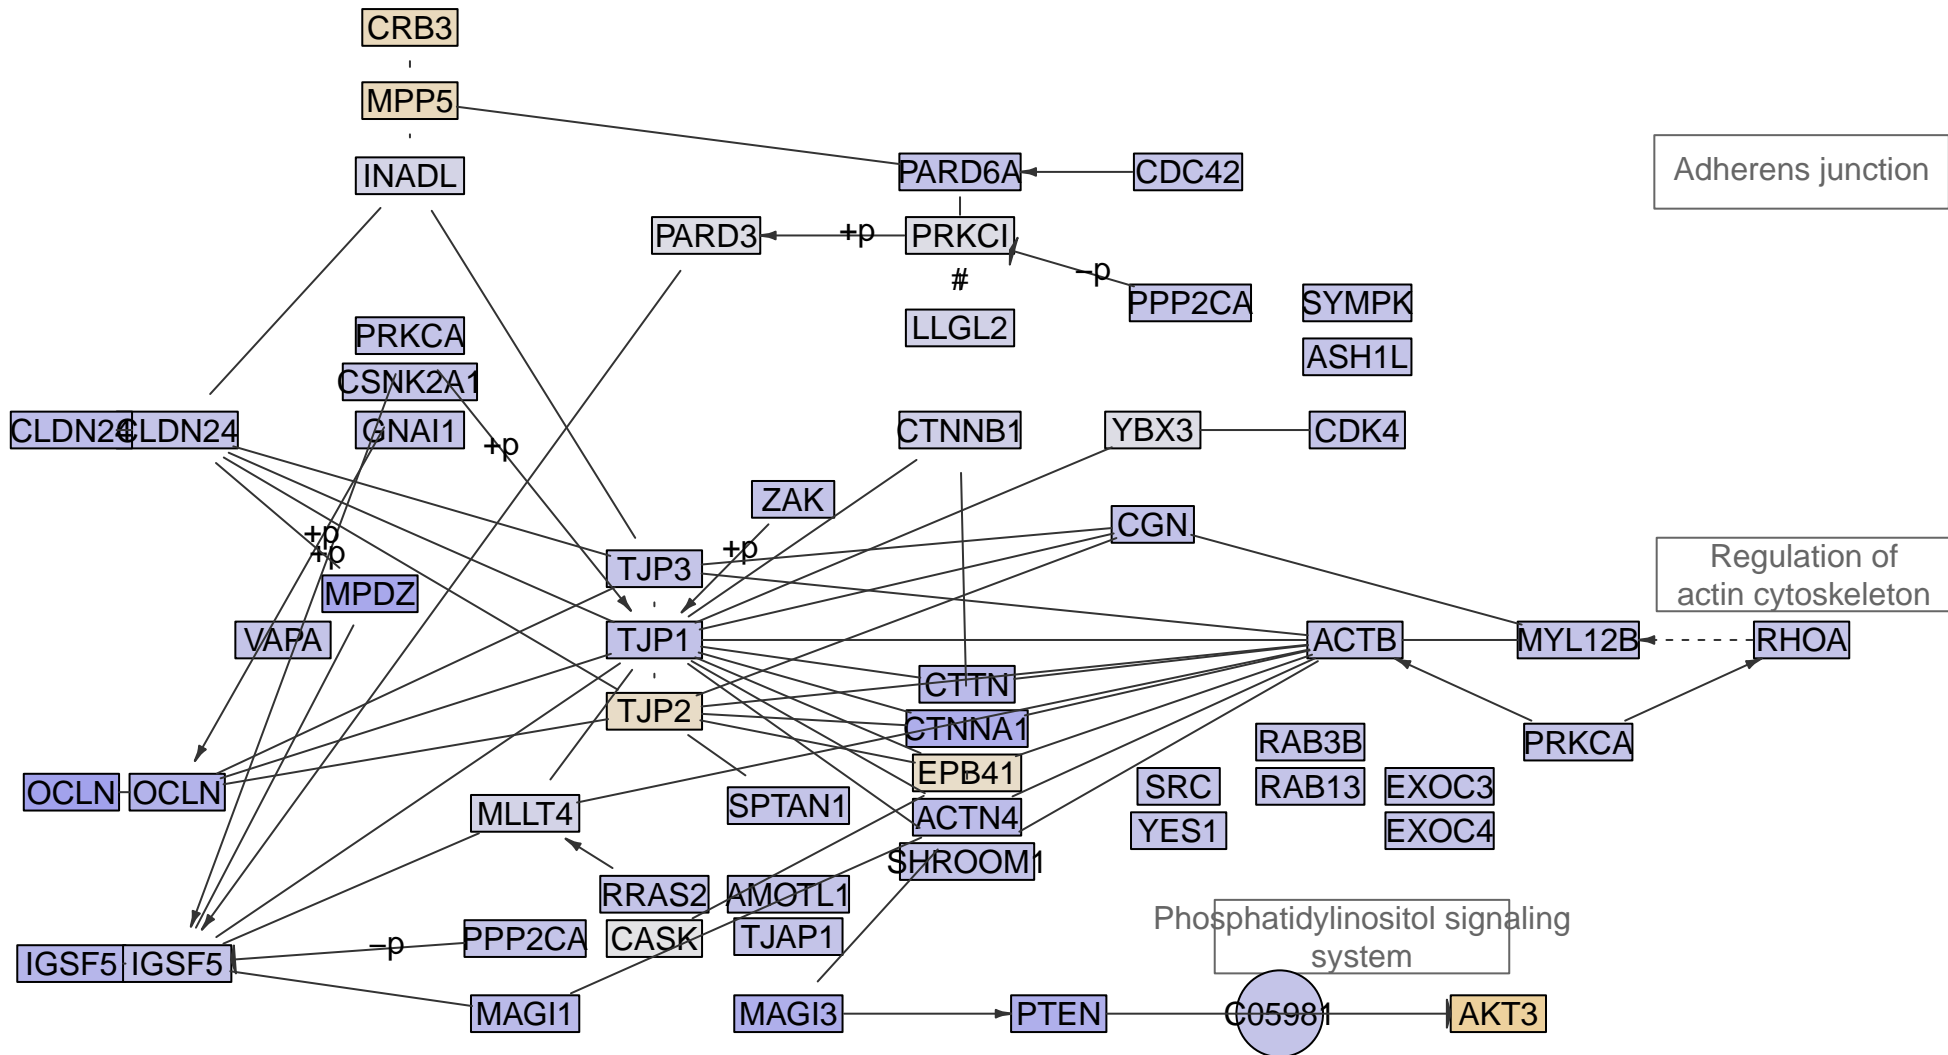 CRB3
MPP5
INADL
PARD6A
CDC42
Adherens junction
PARD3
+p
PRKCI
−p
#
PPP2CA
SYMPK
PRKCA
LLGL2
ASH1L
CSNK2A1
CLDN24
CLDN24
GNAI1
+p
CTNNB1
YBX3
CDK4
ZAK
CGN
+p
+p
+p
TJP3
Regulation of
actin cytoskeleton
MPDZ
VAPA
TJP1
ACTB
MYL12B
RHOA
CTTN
TJP2
CTNNA1
RAB3B
PRKCA
EPB41
OCLN
OCLN
MLLT4
SPTAN1
SRC
RAB13
EXOC3
ACTN4
YES1
EXOC4
SHROOM1
RRAS2
AMOTL1
Phosphatidylinositol signaling
system
PPP2CA
−p
CASK
TJAP1
IGSF5
IGSF5
MAGI1
MAGI3
PTEN
C05981
AKT3